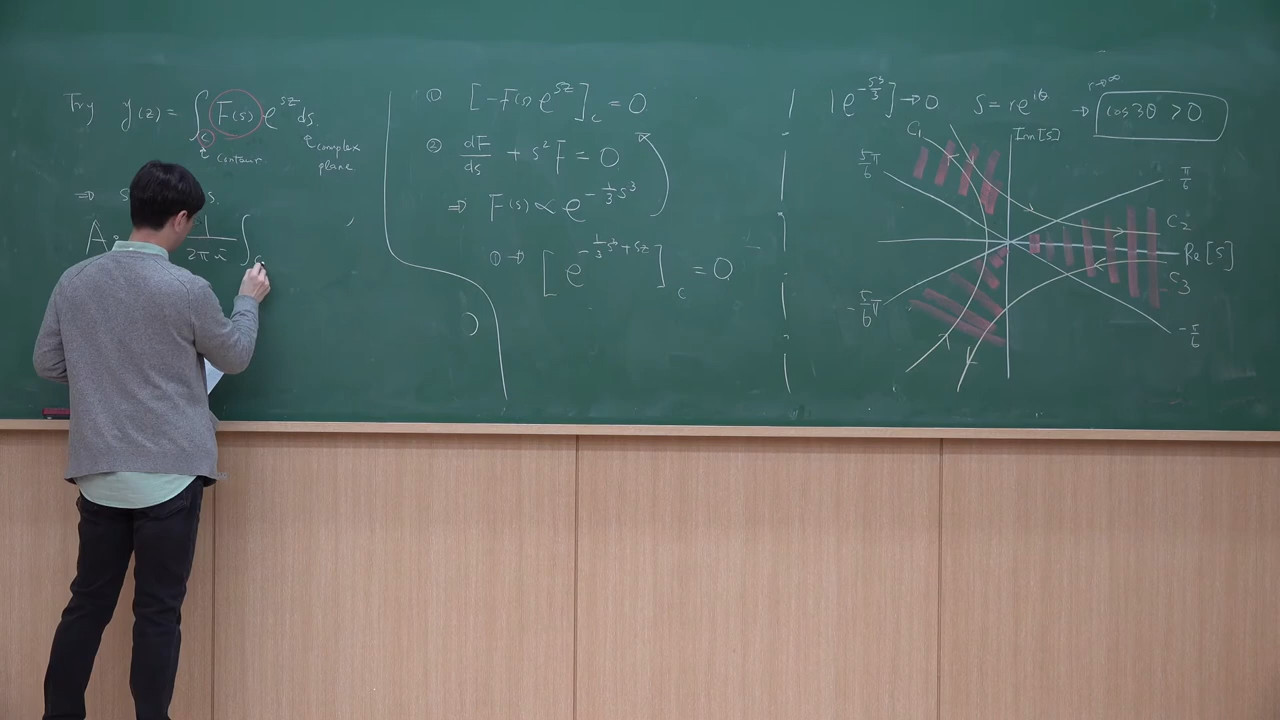 Try y(z) = ∫_C F(s) e^{sz} ds
contour.
complex
plane
⇒ s s.
A 1/2πi ∫_C
① [-F(s) e^{sz}]_C = 0
② dF/ds + s²F = 0
⇒ F(s) ∝ e^{-1/3 s³}
① → [e^{-1/3 s³ + sz}]_C = 0
|e^{-s³/3}| → 0 s = re^{iθ} r→∞ → cos3θ > 0
C₁
Im[s]
5/6 π
π/6
C₂
Re[s]
C₃
-5/6 π
-π/6